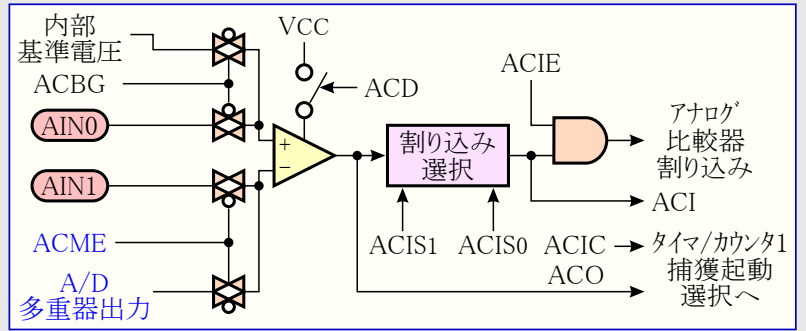 内部
基準電圧
ACBG
AIN0
AIN1
ACME
A/D
多重器出力
VCC
ACD
+
−
割り込み
選択
ACIS1
ACIS0
ACIE
アナログ
比較器
割り込み
ACI
ACIC
タイマ/カウンタ1
捕獲起動
選択へ
ACO